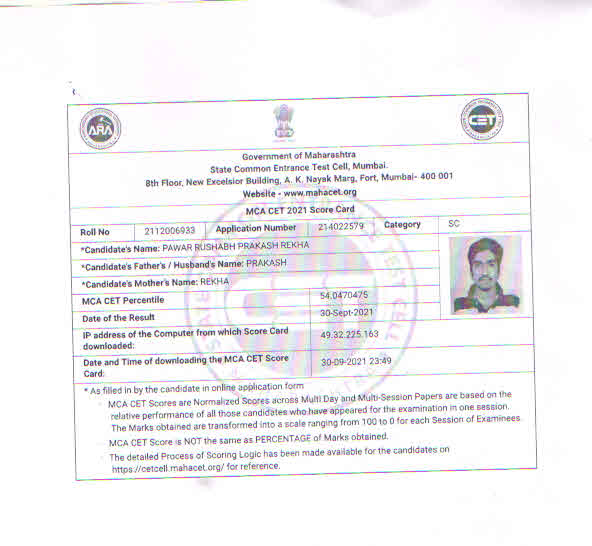 ARA
CET
Government of Maharashtra
State Common Entrance Test Cell, Mumbai.
8th Floor, New Excelsior Building, A. K. Nayak Marg, Fort, Mumbai- 400 001
Website - www.mahacet.org
MCA CET 2021 Score Card
Roll No 2112006933 Application Number 214022579 Category SC
*Candidate's Name: PAWAR RUSHABH PRAKASH REKHA
*Candidate's Father's / Husband's Name: PRAKASH
*Candidate's Mother's Name: REKHA
MCA CET Percentile 54.0470475
Date of the Result 30-Sept-2021
IP address of the Computer from which Score Card
downloaded: 49.32.225.163
Date and Time of downloading the MCA CET Score
Card: 30-09-2021 23:49
* As filled in by the candidate in online application form
MCA CET Scores are Normalized Scores across Multi Day and Multi-Session Papers are based on the
relative performance of all those candidates who have appeared for the examination in one session.
The Marks obtained are transformed into a scale ranging from 100 to 0 for each Session of Examinees
MCA CET Score is NOT the same as PERCENTAGE of Marks obtained.
The detailed Process of Scoring Logic has been made available for the candidates on
https://cetcell.mahacet.org/ for reference.